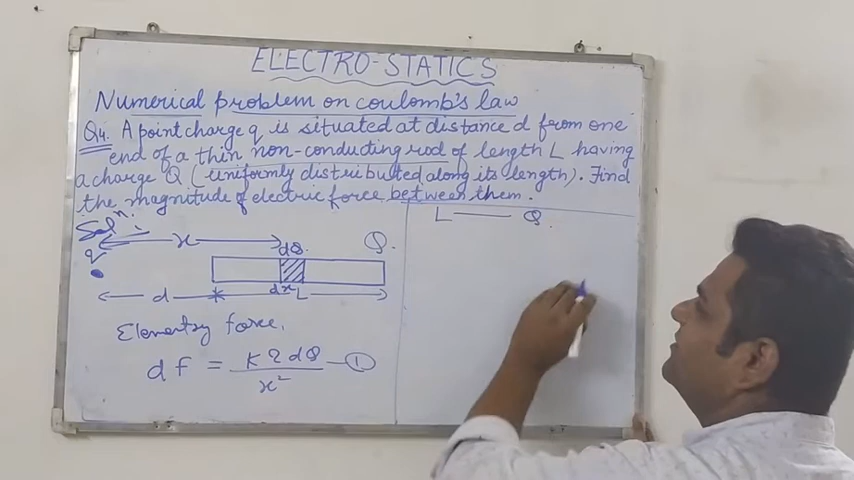 ELECTRO-STATICS
Numerical problem on coulomb's law
Q4. A point charge q is situated at distance d from one
end of a thin non-conducting rod of length L having
a charge Q (uniformly distributed along its length). Find
the magnitude of electric force between them.
Solⁿ:
x
dQ.
Q.
q
dx
d
L
Elementry force.
df = K q dQ / x² — ①
L — Q.